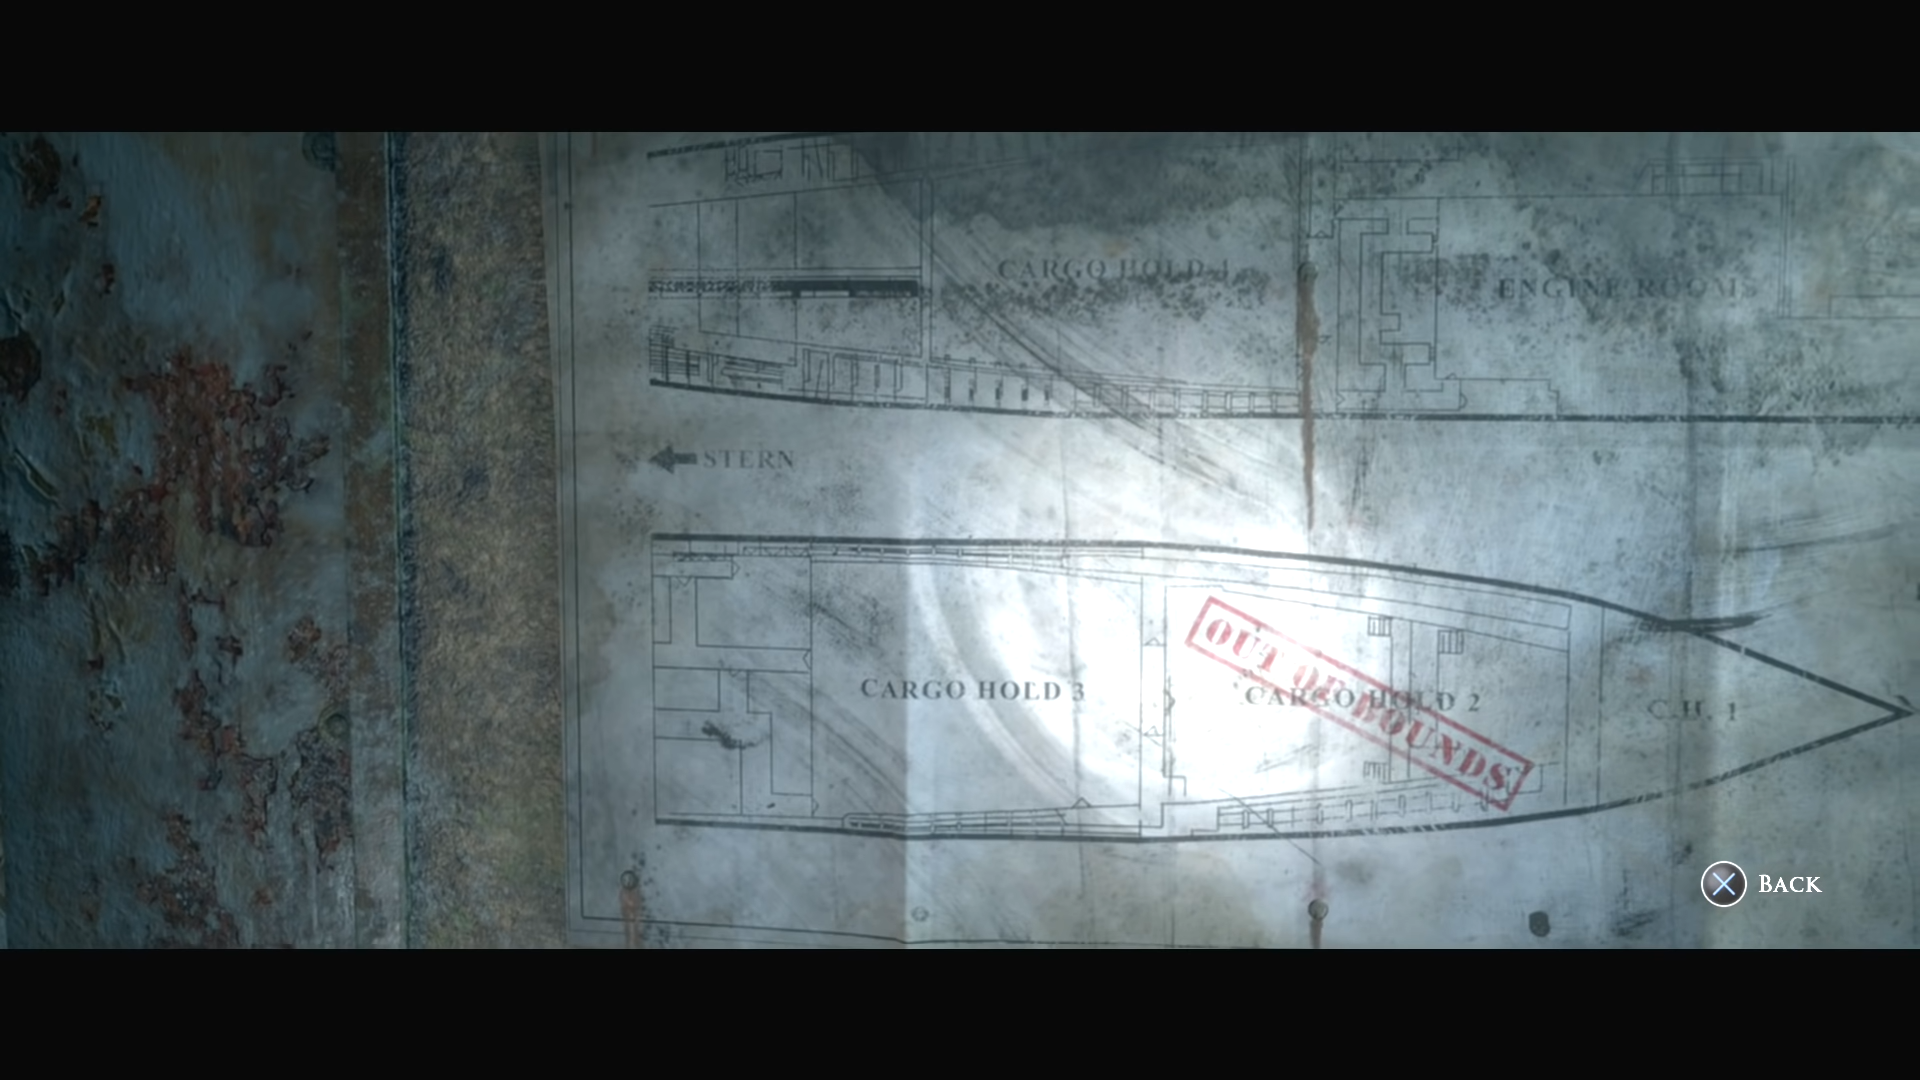 CARGO HOLD 4
ENGINE ROOMS
STERN
CARGO HOLD 3
OUT OF BOUNDS
CARGO HOLD 2
C.H. 1
BACK